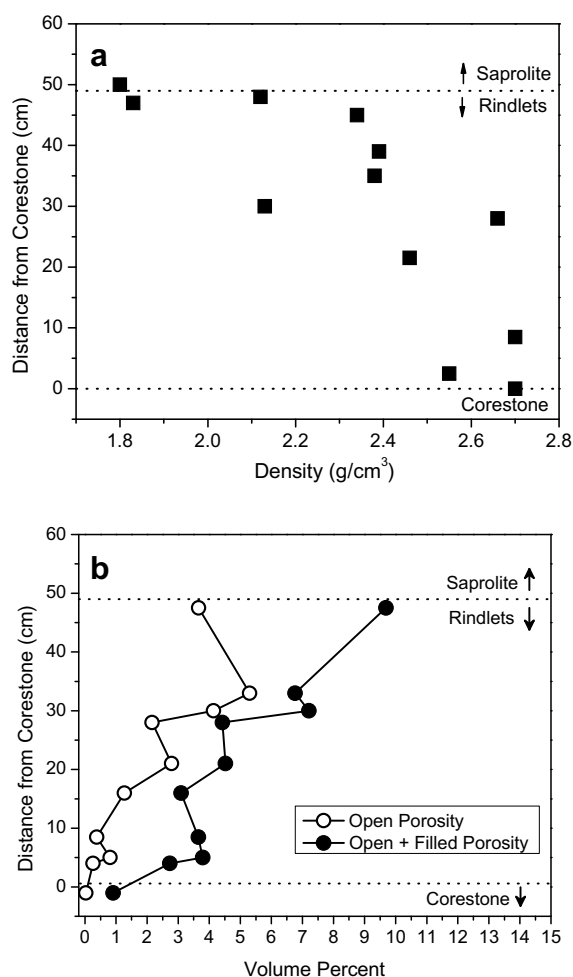 a
60
50
40
30
20
10
0
Distance from Corestone (cm)
↑ Saprolite
↓ Rindlets
Corestone
1.8 2.0 2.2 2.4 2.6 2.8
Density (g/cm³)
b
60
50
40
30
20
10
0
Distance from Corestone (cm)
Saprolite ↑
Rindlets ↓
Open Porosity
Open + Filled Porosity
Corestone ↓
0 1 2 3 4 5 6 7 8 9 10 11 12 13 14 15
Volume Percent